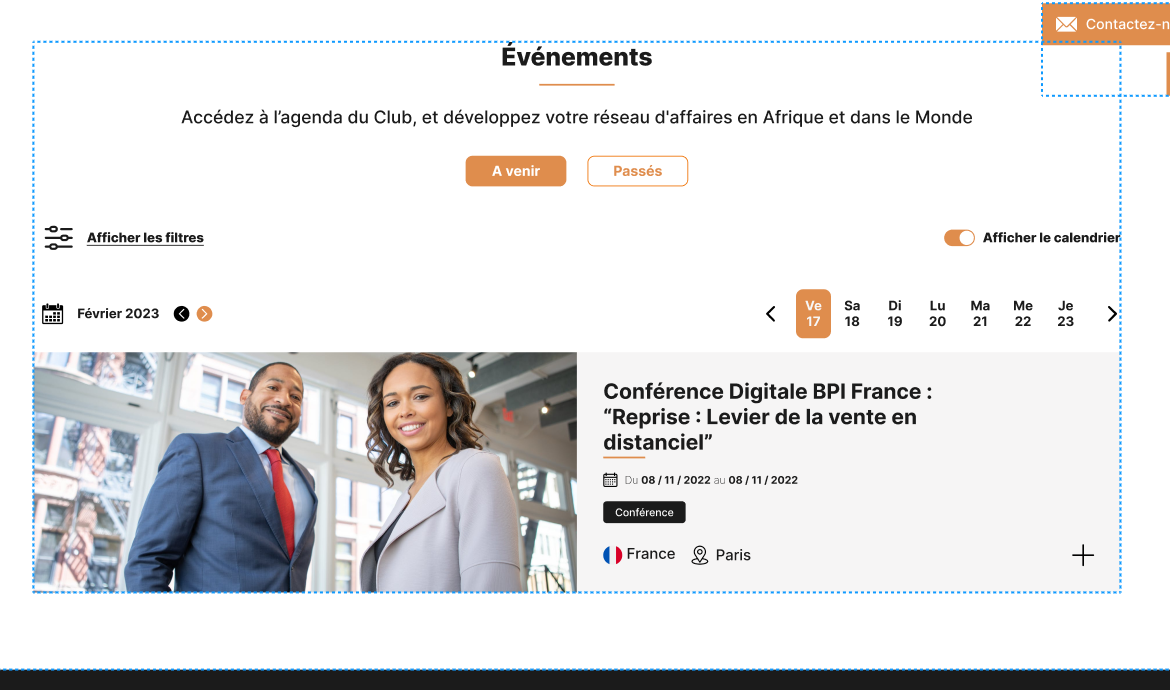 Contactez-n
Événements
Accédez à l’agenda du Club, et développez votre réseau d'affaires en Afrique et dans le Monde
A venir
Passés
Afficher les filtres
Afficher le calendrier
Février 2023
Ve Sa Di Lu Ma Me Je
17 18 19 20 21 22 23
Conférence Digitale BPI France :
“Reprise : Levier de la vente en
distanciel”
Du 08 / 11 / 2022 au 08 / 11 / 2022
Conférence
France
Paris